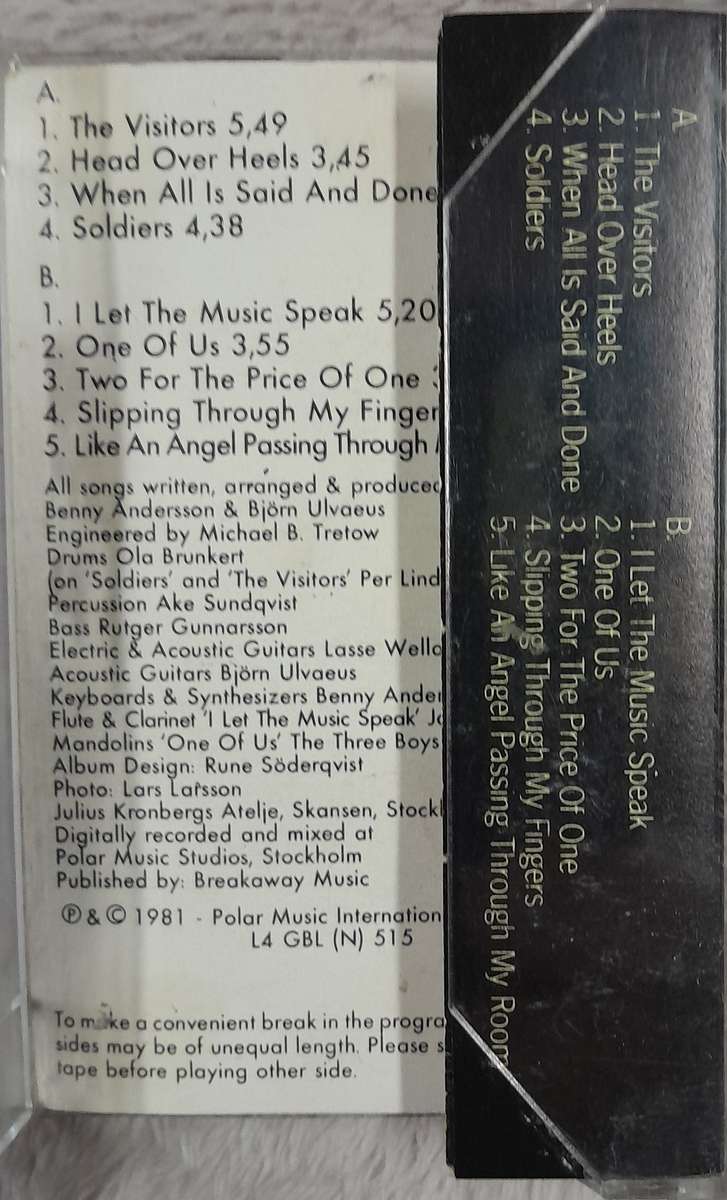 A.
1. The Visitors 5,49
2. Head Over Heels 3,45
3. When All Is Said And Done
4. Soldiers 4,38
B.
1. I Let The Music Speak 5,20
2. One Of Us 3,55
3. Two For The Price Of One
4. Slipping Through My Finger
5. Like An Angel Passing Through
All songs written, arranged & produced
Benny Andersson & Björn Ulvaeus
Engineered by Michael B. Tretow
Drums Ola Brunkert
(on 'Soldiers' and 'The Visitors' Per Lind
Percussion Ake Sundqvist
Bass Rutger Gunnarsson
Electric & Acoustic Guitars Lasse Wella
Acoustic Guitars Björn Ulvaeus
Keyboards & Synthesizers Benny Ander
Flute & Clarinet 'I Let The Music Speak'
Mandolins 'One Of Us' The Three Boys
Album Design: Rune Söderqvist
Photo: Lars Larsson
Julius Kronbergs Atelje, Skansen, Stock
Digitally recorded and mixed at
Polar Music Studios, Stockholm
Published by: Breakaway Music
℗ & © 1981 - Polar Music Internation
L4 GBL (N) 515
To make a convenient break in the progra
sides may be of unequal length. Please s
tape before playing other side.
A
1. The Visitors
2. Head Over Heels
3. When All Is Said And Done
4. Soldiers
B.
1. I Let The Music Speak
2. One Of Us
3. Two For The Price Of One
4. Slipping Through My Fingers
5. Like An Angel Passing Through My Room